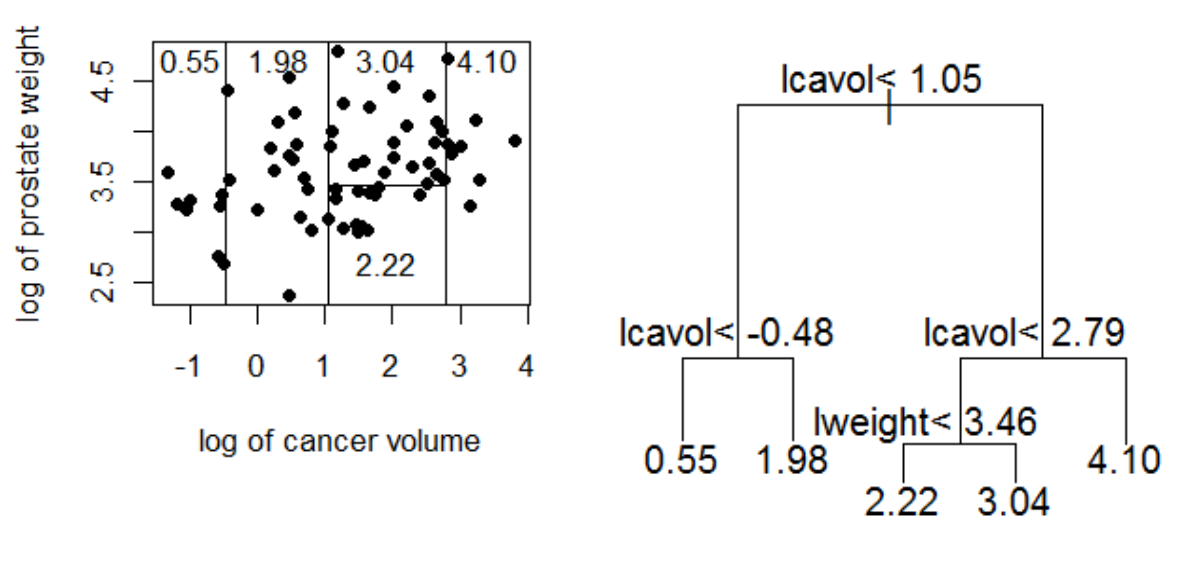 log of prostate weight
4.5
3.5
2.5
0.55 1.98 3.04 4.10
2.22
-1 0 1 2 3 4
log of cancer volume
lcavol< 1.05
lcavol< -0.48
lcavol< 2.79
lweight< 3.46
0.55 1.98
4.10
2.22 3.04